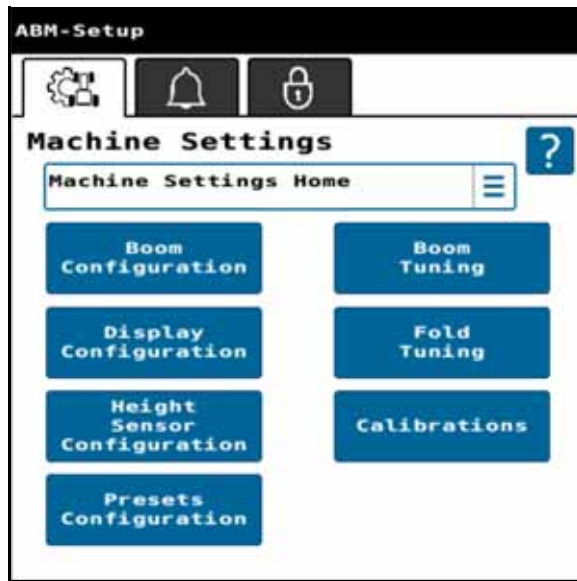 ABM-Setup
Machine Settings
?
Machine Settings Home
Boom
Configuration
Boom
Tuning
Display
Configuration
Fold
Tuning
Height
Sensor
Configuration
Calibrations
Presets
Configuration